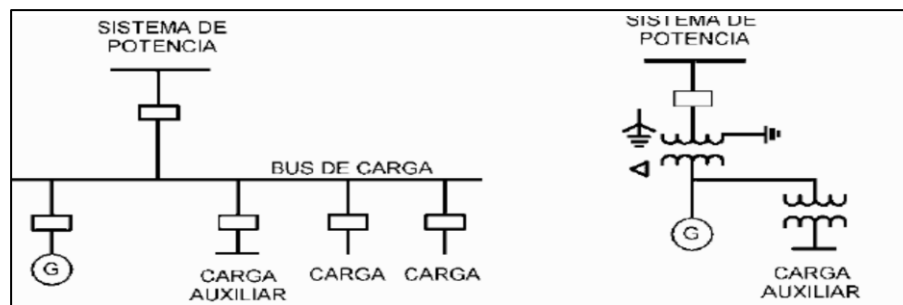 SISTEMA DE
POTENCIA
BUS DE CARGA
G
CARGA
AUXILIAR
CARGA
CARGA
SISTEMA DE
POTENCIA
G
CARGA
AUXILIAR